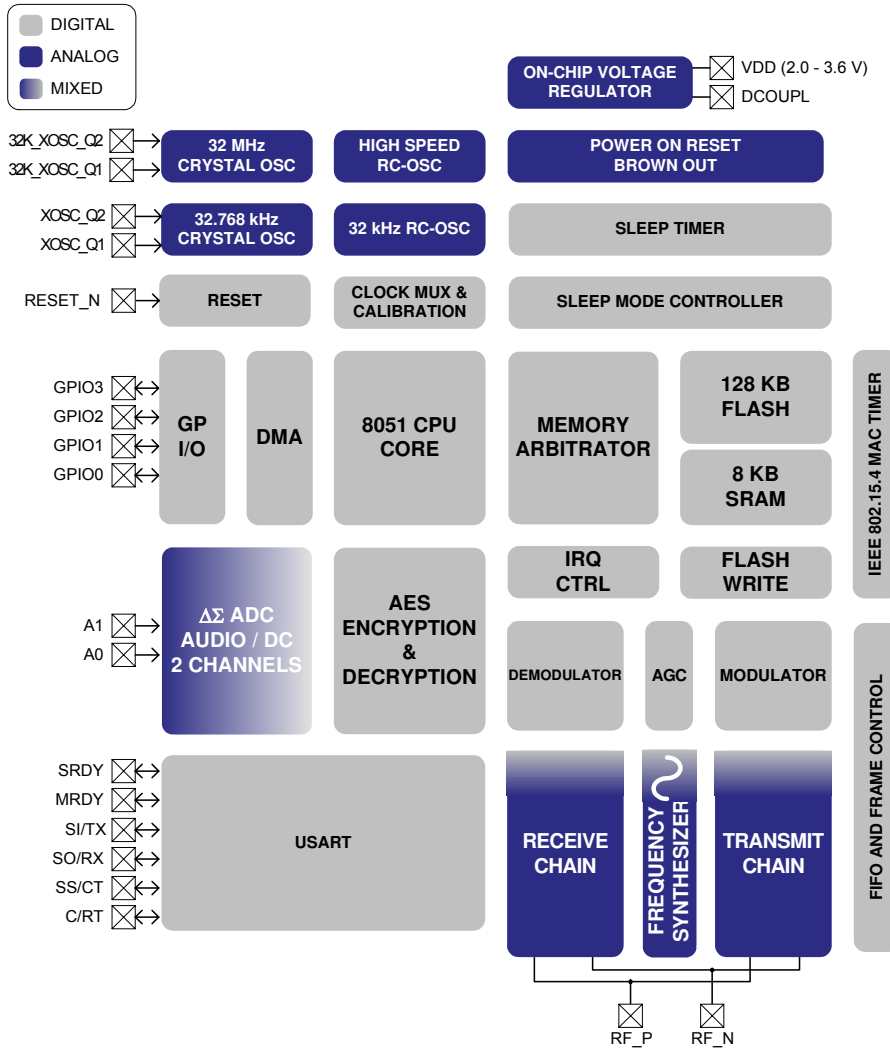 DIGITAL
ANALOG
MIXED
ON-CHIP VOLTAGE
REGULATOR
VDD (2.0 - 3.6 V)
DCOUPL
32K_XOSC_Q2
32K_XOSC_Q1
32 MHz
CRYSTAL OSC
HIGH SPEED
RC-OSC
POWER ON RESET
BROWN OUT
XOSC_Q2
XOSC_Q1
32.768 kHz
CRYSTAL OSC
32 kHz RC-OSC
SLEEP TIMER
RESET_N
RESET
CLOCK MUX &
CALIBRATION
SLEEP MODE CONTROLLER
GPIO3
GPIO2
GPIO1
GPIO0
GP
I/O
DMA
8051 CPU
CORE
MEMORY
ARBITRATOR
128 KB
FLASH
8 KB
SRAM
IEEE 802.15.4 MAC TIMER
A1
A0
ΔΣ ADC
AUDIO / DC
2 CHANNELS
AES
ENCRYPTION
&
DECRYPTION
IRQ
CTRL
FLASH
WRITE
DEMODULATOR
AGC
MODULATOR
FIFO AND FRAME CONTROL
SRDY
MRDY
SI/TX
SO/RX
SS/CT
C/RT
USART
RECEIVE
CHAIN
FREQUENCY
SYNTHESIZER
TRANSMIT
CHAIN
RF_P
RF_N